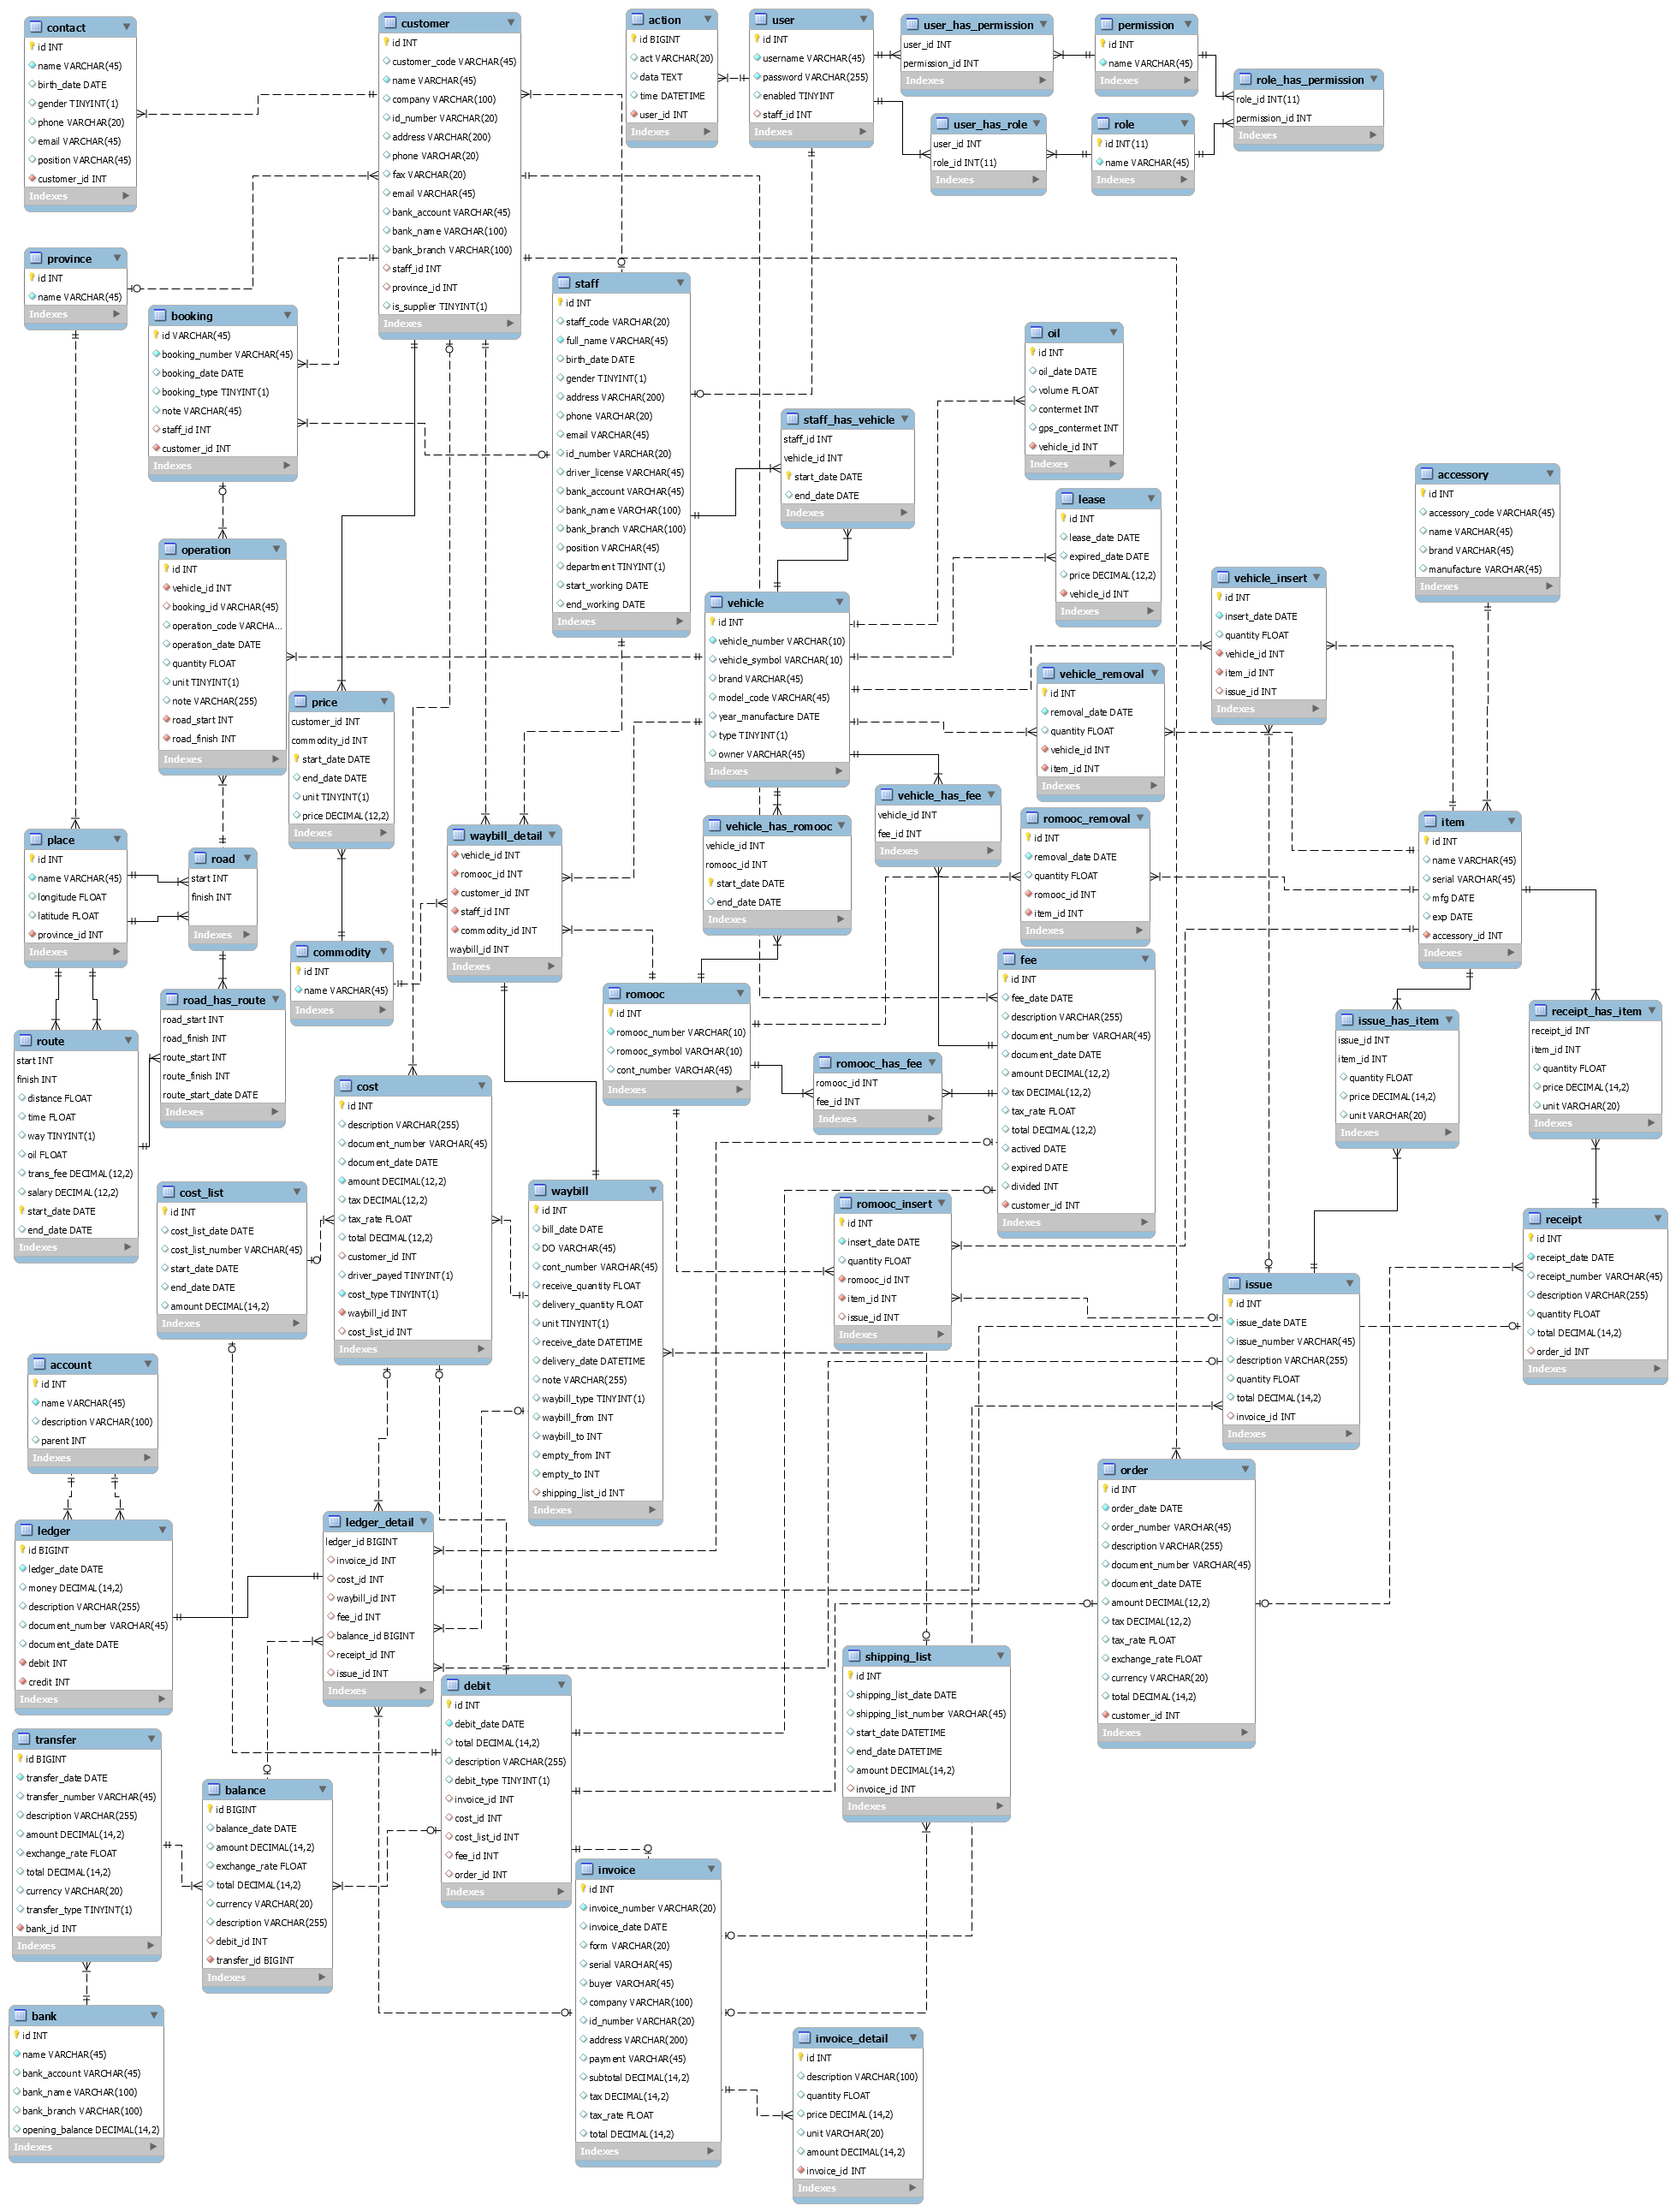 contact
id INT
name VARCHAR(45)
birth_date DATE
gender TINYINT(1)
phone VARCHAR(20)
email VARCHAR(45)
position VARCHAR(45)
customer_id INT
Indexes
customer
id INT
customer_code VARCHAR(45)
name VARCHAR(45)
company VARCHAR(100)
id_number VARCHAR(20)
address VARCHAR(200)
phone VARCHAR(20)
fax VARCHAR(20)
email VARCHAR(45)
bank_account VARCHAR(45)
bank_name VARCHAR(100)
bank_branch VARCHAR(100)
staff_id INT
province_id INT
is_supplier TINYINT(1)
Indexes
action
id BIGINT
act VARCHAR(20)
data TEXT
time DATETIME
user_id INT
Indexes
user
id INT
username VARCHAR(45)
password VARCHAR(255)
enabled TINYINT
staff_id INT
Indexes
user_has_permission
user_id INT
permission_id INT
Indexes
permission
id INT
name VARCHAR(45)
Indexes
role_has_permission
role_id INT(11)
permission_id INT
Indexes
user_has_role
user_id INT
role_id INT(11)
Indexes
role
id INT(11)
name VARCHAR(45)
Indexes
province
id INT
name VARCHAR(45)
Indexes
booking
id VARCHAR(45)
booking_number VARCHAR(45)
booking_date DATE
booking_type TINYINT(1)
note VARCHAR(45)
staff_id INT
customer_id INT
Indexes
staff
id INT
staff_code VARCHAR(20)
full_name VARCHAR(45)
birth_date DATE
gender TINYINT(1)
address VARCHAR(200)
phone VARCHAR(20)
email VARCHAR(45)
id_number VARCHAR(20)
driver_license VARCHAR(45)
bank_account VARCHAR(45)
bank_name VARCHAR(100)
bank_branch VARCHAR(100)
position VARCHAR(45)
department TINYINT(1)
start_working DATE
end_working DATE
Indexes
staff_has_vehicle
staff_id INT
vehicle_id INT
start_date DATE
end_date DATE
Indexes
oil
id INT
oil_date DATE
volume FLOAT
contermet INT
gps_contermet INT
vehicle_id INT
Indexes
lease
id INT
lease_date DATE
expired_date DATE
price DECIMAL(12,2)
vehicle_id INT
Indexes
accessory
id INT
accessory_code VARCHAR(45)
name VARCHAR(45)
brand VARCHAR(45)
manufacture VARCHAR(45)
Indexes
operation
id INT
vehicle_id INT
booking_id VARCHAR(45)
operation_code VARCHA...
operation_date DATE
quantity FLOAT
unit TINYINT(1)
note VARCHAR(255)
road_start INT
road_finish INT
Indexes
vehicle
id INT
vehicle_number VARCHAR(10)
vehicle_symbol VARCHAR(10)
brand VARCHAR(45)
model_code VARCHAR(45)
year_manufacture DATE
type TINYINT(1)
owner VARCHAR(45)
Indexes
vehicle_insert
id INT
insert_date DATE
quantity FLOAT
vehicle_id INT
item_id INT
issue_id INT
Indexes
vehicle_removal
id INT
removal_date DATE
quantity FLOAT
vehicle_id INT
item_id INT
Indexes
price
customer_id INT
commodity_id INT
start_date DATE
end_date DATE
unit TINYINT(1)
price DECIMAL(12,2)
Indexes
place
id INT
name VARCHAR(45)
longitude FLOAT
latitude FLOAT
province_id INT
Indexes
road
start INT
finish INT
Indexes
waybill_detail
vehicle_id INT
romooc_id INT
customer_id INT
staff_id INT
commodity_id INT
waybill_id INT
Indexes
vehicle_has_romooc
vehicle_id INT
romooc_id INT
start_date DATE
end_date DATE
Indexes
vehicle_has_fee
vehicle_id INT
fee_id INT
Indexes
romooc_removal
id INT
removal_date DATE
quantity FLOAT
romooc_id INT
item_id INT
Indexes
item
id INT
name VARCHAR(45)
serial VARCHAR(45)
mfg DATE
exp DATE
accessory_id INT
Indexes
commodity
id INT
name VARCHAR(45)
Indexes
road_has_route
road_start INT
road_finish INT
route_start INT
route_finish INT
route_start_date DATE
Indexes
route
start INT
finish INT
distance FLOAT
time FLOAT
way TINYINT(1)
oil FLOAT
trans_fee DECIMAL(12,2)
salary DECIMAL(12,2)
start_date DATE
end_date DATE
Indexes
romooc
id INT
romooc_number VARCHAR(10)
romooc_symbol VARCHAR(10)
cont_number VARCHAR(45)
Indexes
romooc_has_fee
romooc_id INT
fee_id INT
Indexes
fee
id INT
fee_date DATE
description VARCHAR(255)
document_number VARCHAR(45)
document_date DATE
amount DECIMAL(12,2)
tax DECIMAL(12,2)
tax_rate FLOAT
total DECIMAL(12,2)
actived DATE
expired DATE
divided INT
customer_id INT
Indexes
issue_has_item
issue_id INT
item_id INT
quantity FLOAT
price DECIMAL(14,2)
unit VARCHAR(20)
Indexes
receipt_has_item
receipt_id INT
item_id INT
quantity FLOAT
price DECIMAL(14,2)
unit VARCHAR(20)
Indexes
cost
id INT
description VARCHAR(255)
document_number VARCHAR(45)
document_date DATE
amount DECIMAL(12,2)
tax DECIMAL(12,2)
tax_rate FLOAT
total DECIMAL(12,2)
customer_id INT
driver_payed TINYINT(1)
cost_type TINYINT(1)
waybill_id INT
cost_list_id INT
Indexes
cost_list
id INT
cost_list_date DATE
cost_list_number VARCHAR(45)
start_date DATE
end_date DATE
amount DECIMAL(14,2)
Indexes
waybill
id INT
bill_date DATE
DO VARCHAR(45)
cont_number VARCHAR(45)
receive_quantity FLOAT
delivery_quantity FLOAT
unit TINYINT(1)
receive_date DATETIME
delivery_date DATETIME
note VARCHAR(255)
waybill_type TINYINT(1)
waybill_from INT
waybill_to INT
empty_from INT
empty_to INT
shipping_list_id INT
Indexes
romooc_insert
id INT
insert_date DATE
quantity FLOAT
romooc_id INT
item_id INT
issue_id INT
Indexes
issue
id INT
issue_date DATE
issue_number VARCHAR(45)
description VARCHAR(255)
quantity FLOAT
total DECIMAL(14,2)
invoice_id INT
Indexes
receipt
id INT
receipt_date DATE
receipt_number VARCHAR(45)
description VARCHAR(255)
quantity FLOAT
total DECIMAL(14,2)
order_id INT
Indexes
account
id INT
name VARCHAR(45)
description VARCHAR(100)
parent INT
Indexes
order
id INT
order_date DATE
order_number VARCHAR(45)
description VARCHAR(255)
document_number VARCHAR(45)
document_date DATE
amount DECIMAL(12,2)
tax DECIMAL(12,2)
tax_rate FLOAT
exchange_rate FLOAT
currency VARCHAR(20)
total DECIMAL(14,2)
customer_id INT
Indexes
ledger
id BIGINT
ledger_date DATE
money DECIMAL(14,2)
description VARCHAR(255)
document_number VARCHAR(45)
document_date DATE
debit INT
credit INT
Indexes
ledger_detail
ledger_id BIGINT
invoice_id INT
cost_id INT
waybill_id INT
fee_id INT
balance_id BIGINT
receipt_id INT
issue_id INT
Indexes
shipping_list
id INT
shipping_list_date DATE
shipping_list_number VARCHAR(45)
start_date DATETIME
end_date DATETIME
amount DECIMAL(14,2)
invoice_id INT
Indexes
debit
id INT
debit_date DATE
total DECIMAL(14,2)
description VARCHAR(255)
debit_type TINYINT(1)
invoice_id INT
cost_id INT
cost_list_id INT
fee_id INT
order_id INT
Indexes
transfer
id BIGINT
transfer_date DATE
transfer_number VARCHAR(45)
description VARCHAR(255)
amount DECIMAL(14,2)
exchange_rate FLOAT
total DECIMAL(14,2)
currency VARCHAR(20)
transfer_type TINYINT(1)
bank_id INT
Indexes
balance
id BIGINT
balance_date DATE
amount DECIMAL(14,2)
exchange_rate FLOAT
total DECIMAL(14,2)
currency VARCHAR(20)
description VARCHAR(255)
debit_id INT
transfer_id BIGINT
Indexes
invoice
id INT
invoice_number VARCHAR(20)
invoice_date DATE
form VARCHAR(20)
serial VARCHAR(45)
buyer VARCHAR(45)
company VARCHAR(100)
id_number VARCHAR(20)
address VARCHAR(200)
payment VARCHAR(45)
subtotal DECIMAL(14,2)
tax DECIMAL(14,2)
tax_rate FLOAT
total DECIMAL(14,2)
Indexes
bank
id INT
name VARCHAR(45)
bank_account VARCHAR(45)
bank_name VARCHAR(100)
bank_branch VARCHAR(100)
opening_balance DECIMAL(14,2)
Indexes
invoice_detail
id INT
description VARCHAR(100)
quantity FLOAT
price DECIMAL(14,2)
unit VARCHAR(20)
amount DECIMAL(14,2)
invoice_id INT
Indexes